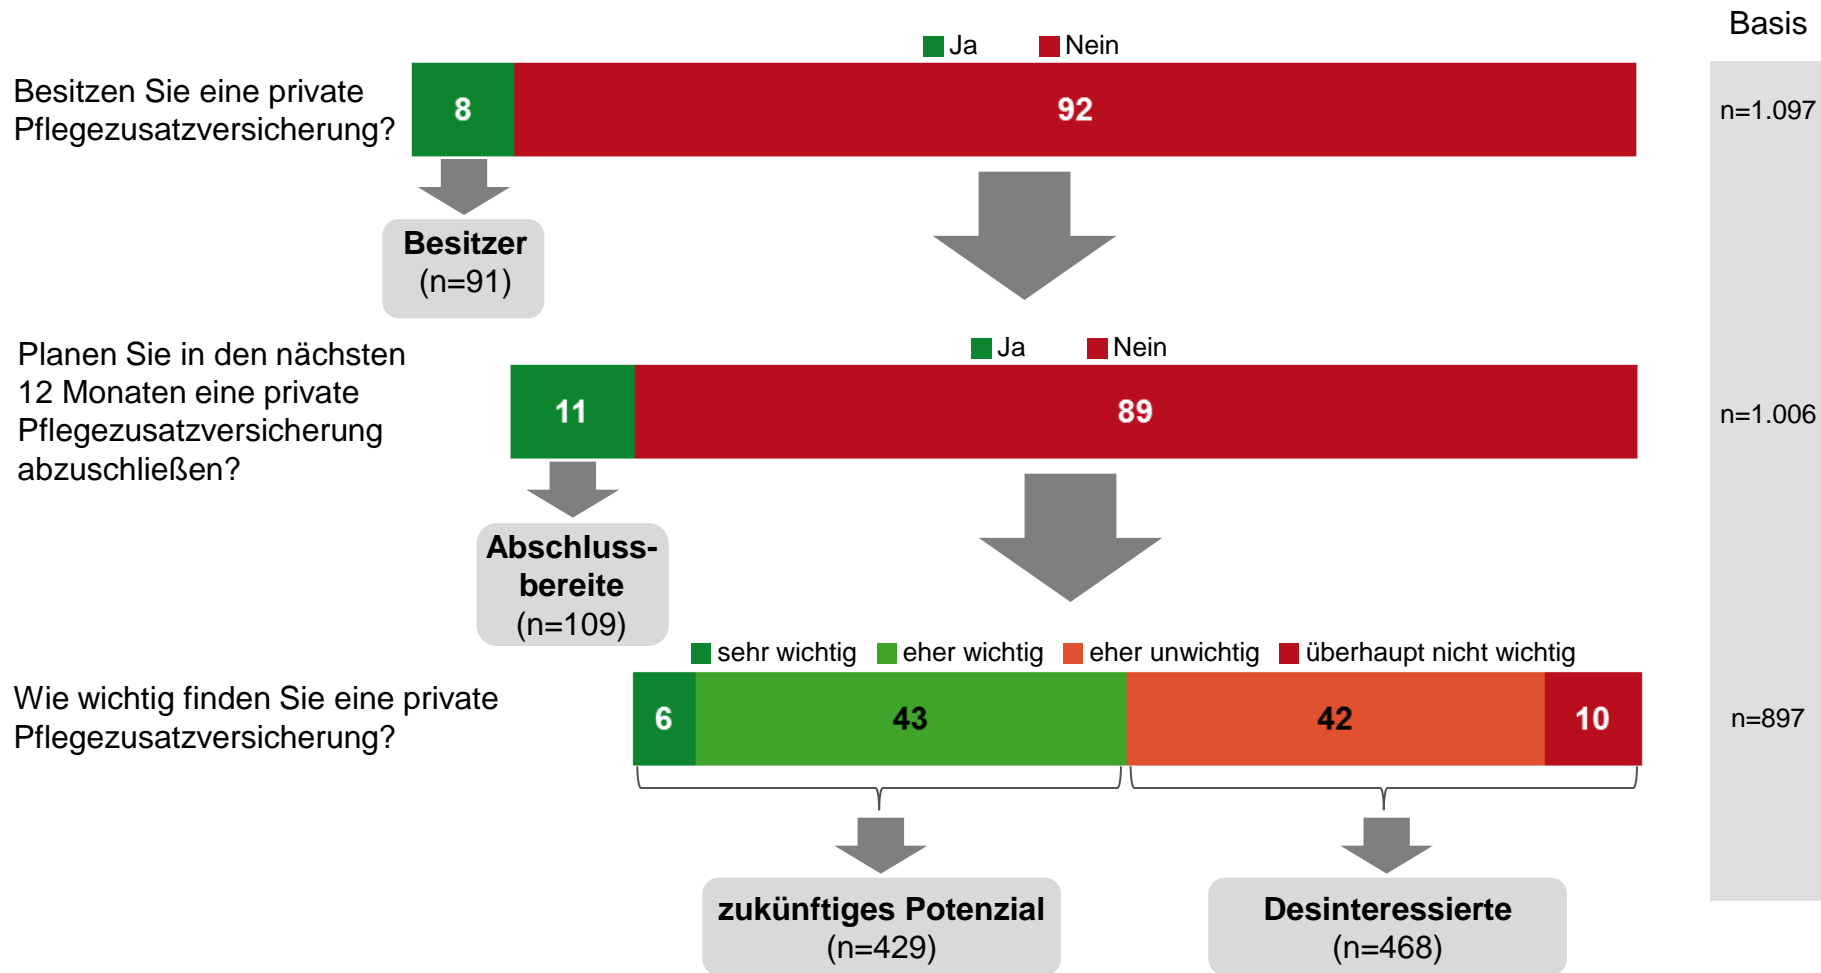 Basis
Ja Nein
Besitzen Sie eine private
Pflegezusatzversicherung?
8 92
n=1.097
Besitzer
(n=91)
Planen Sie in den nächsten
12 Monaten eine private
Pflegezusatzversicherung
abzuschließen?
Ja Nein
11 89
n=1.006
Abschluss-
bereite
(n=109)
sehr wichtig eher wichtig eher unwichtig überhaupt nicht wichtig
Wie wichtig finden Sie eine private
Pflegezusatzversicherung?
6 43 42 10
n=897
zukünftiges Potenzial
(n=429)
Desinteressierte
(n=468)